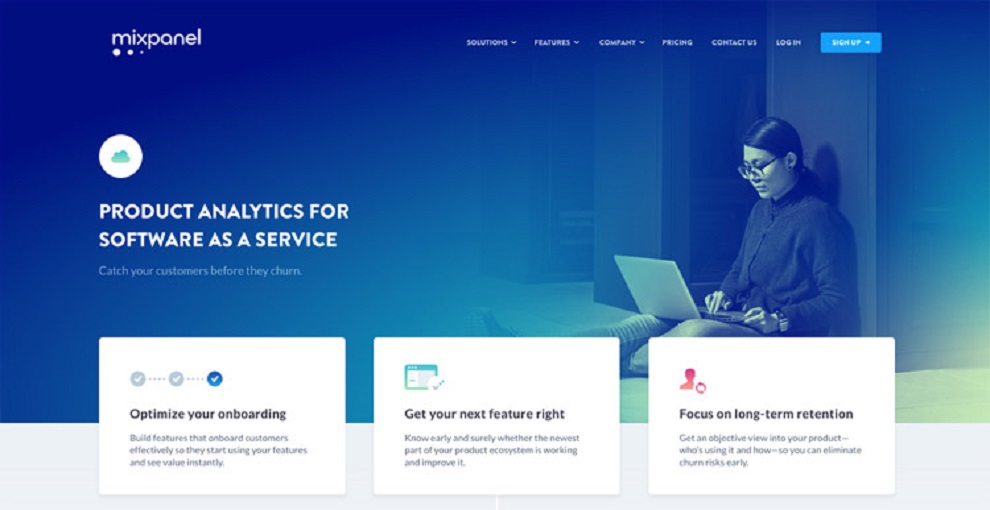 mixpanel
SOLUTIONS FEATURES COMPANY PRICING CONTACT US LOG IN SIGN UP →
PRODUCT ANALYTICS FOR
SOFTWARE AS A SERVICE
Catch your customers before they churn.
Optimize your onboarding
Build features that onboard customers
effectively so they start using your features
and see value instantly.
Get your next feature right
Know early and surely whether the newest
part of your product ecosystem is working
and improve it.
Focus on long-term retention
Get an objective view into your product—
who's using it and how—so you can eliminate
churn risks early.